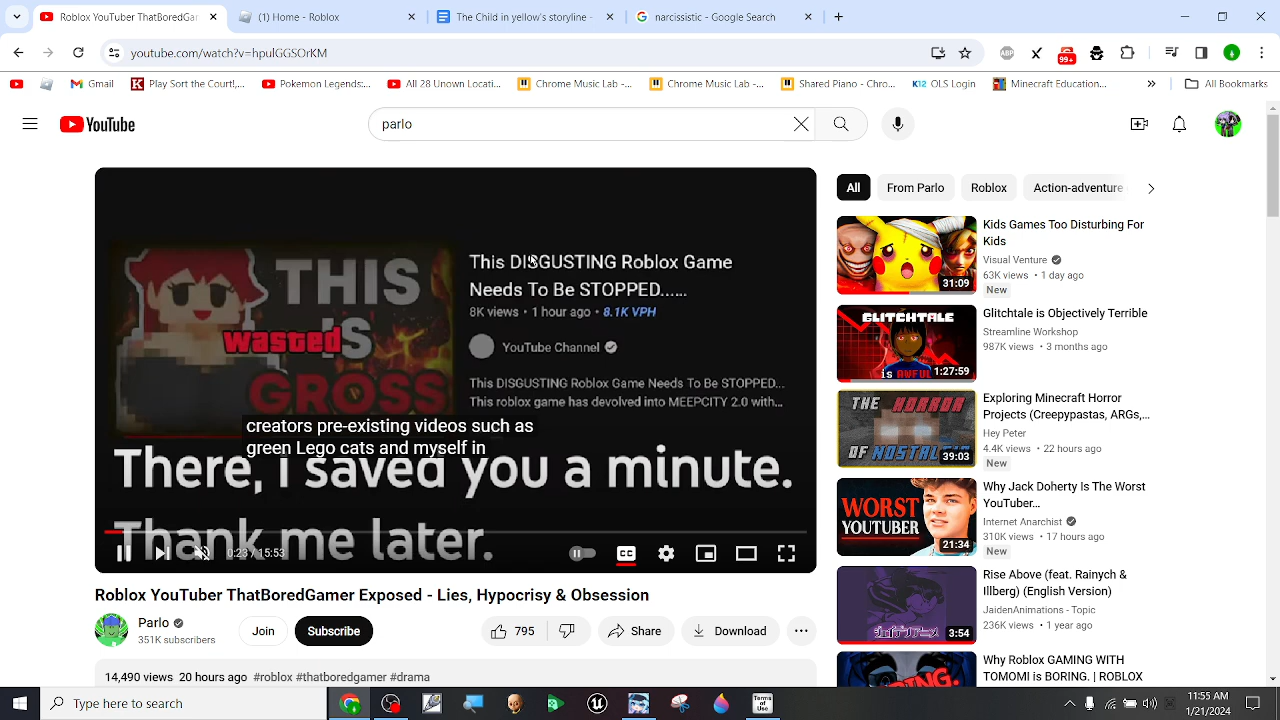 Roblox YouTuber ThatBoredGar
(1) Home - Roblox
The kid in yellow's storyline -
narcissistic - Google Search
youtube.com/watch?v=hpuIGGSOrKM
ABP
99+
Gmail
Play Sort the Court!...
Pokemon Legends:...
All 28 Unown Locati...
Chrome Music Lab -...
Chrome Music Lab -...
Shared Piano - Chro...
K12 OLS Login
Minecraft Education...
All Bookmarks
YouTube
parlo
This DISGUSTING Roblox Game
Needs To Be STOPPED......
8K views • 1 hour ago • 8.1K VPH
YouTube Channel
This DISGUSTING Roblox Game Needs To Be STOPPED...
This roblox game has devolved into MEEPCITY 2.0 with...
wasted
creators pre-existing videos such as
green Lego cats and myself in
There, I saved you a minute.
Thank me later.
0:23 / 15:53
CC
Roblox YouTuber ThatBoredGamer Exposed - Lies, Hypocrisy & Obsession
Parlo
351K subscribers
Join
Subscribe
795
Share
Download
14,490 views 20 hours ago #roblox #thatboredgamer #drama
All
From Parlo
Roblox
Action-adventure
31:09
Kids Games Too Disturbing For
Kids
Visual Venture
63K views • 1 day ago
New
GLITCHTALE
is AWFUL
1:27:59
Glitchtale is Objectively Terrible
Streamline Workshop
987K views • 3 months ago
THE HORROR
OF NOSTAL
39:03
Exploring Minecraft Horror
Projects (Creepypastas, ARGs,...
Hey Peter
4.4K views • 22 hours ago
New
WORST
YOUTUBER
21:34
Why Jack Doherty Is The Worst
YouTuber...
Internet Anarchist
310K views • 17 hours ago
New
3:54
Rise Above (feat. Rainych &
Illberg) (English Version)
JaidenAnimations - Topic
236K views • 1 year ago
BORING.
Why Roblox GAMING WITH
TOMOMI is BORING. | ROBLOX
Type here to search
Terms
of Use
11:55 AM
1/21/2024